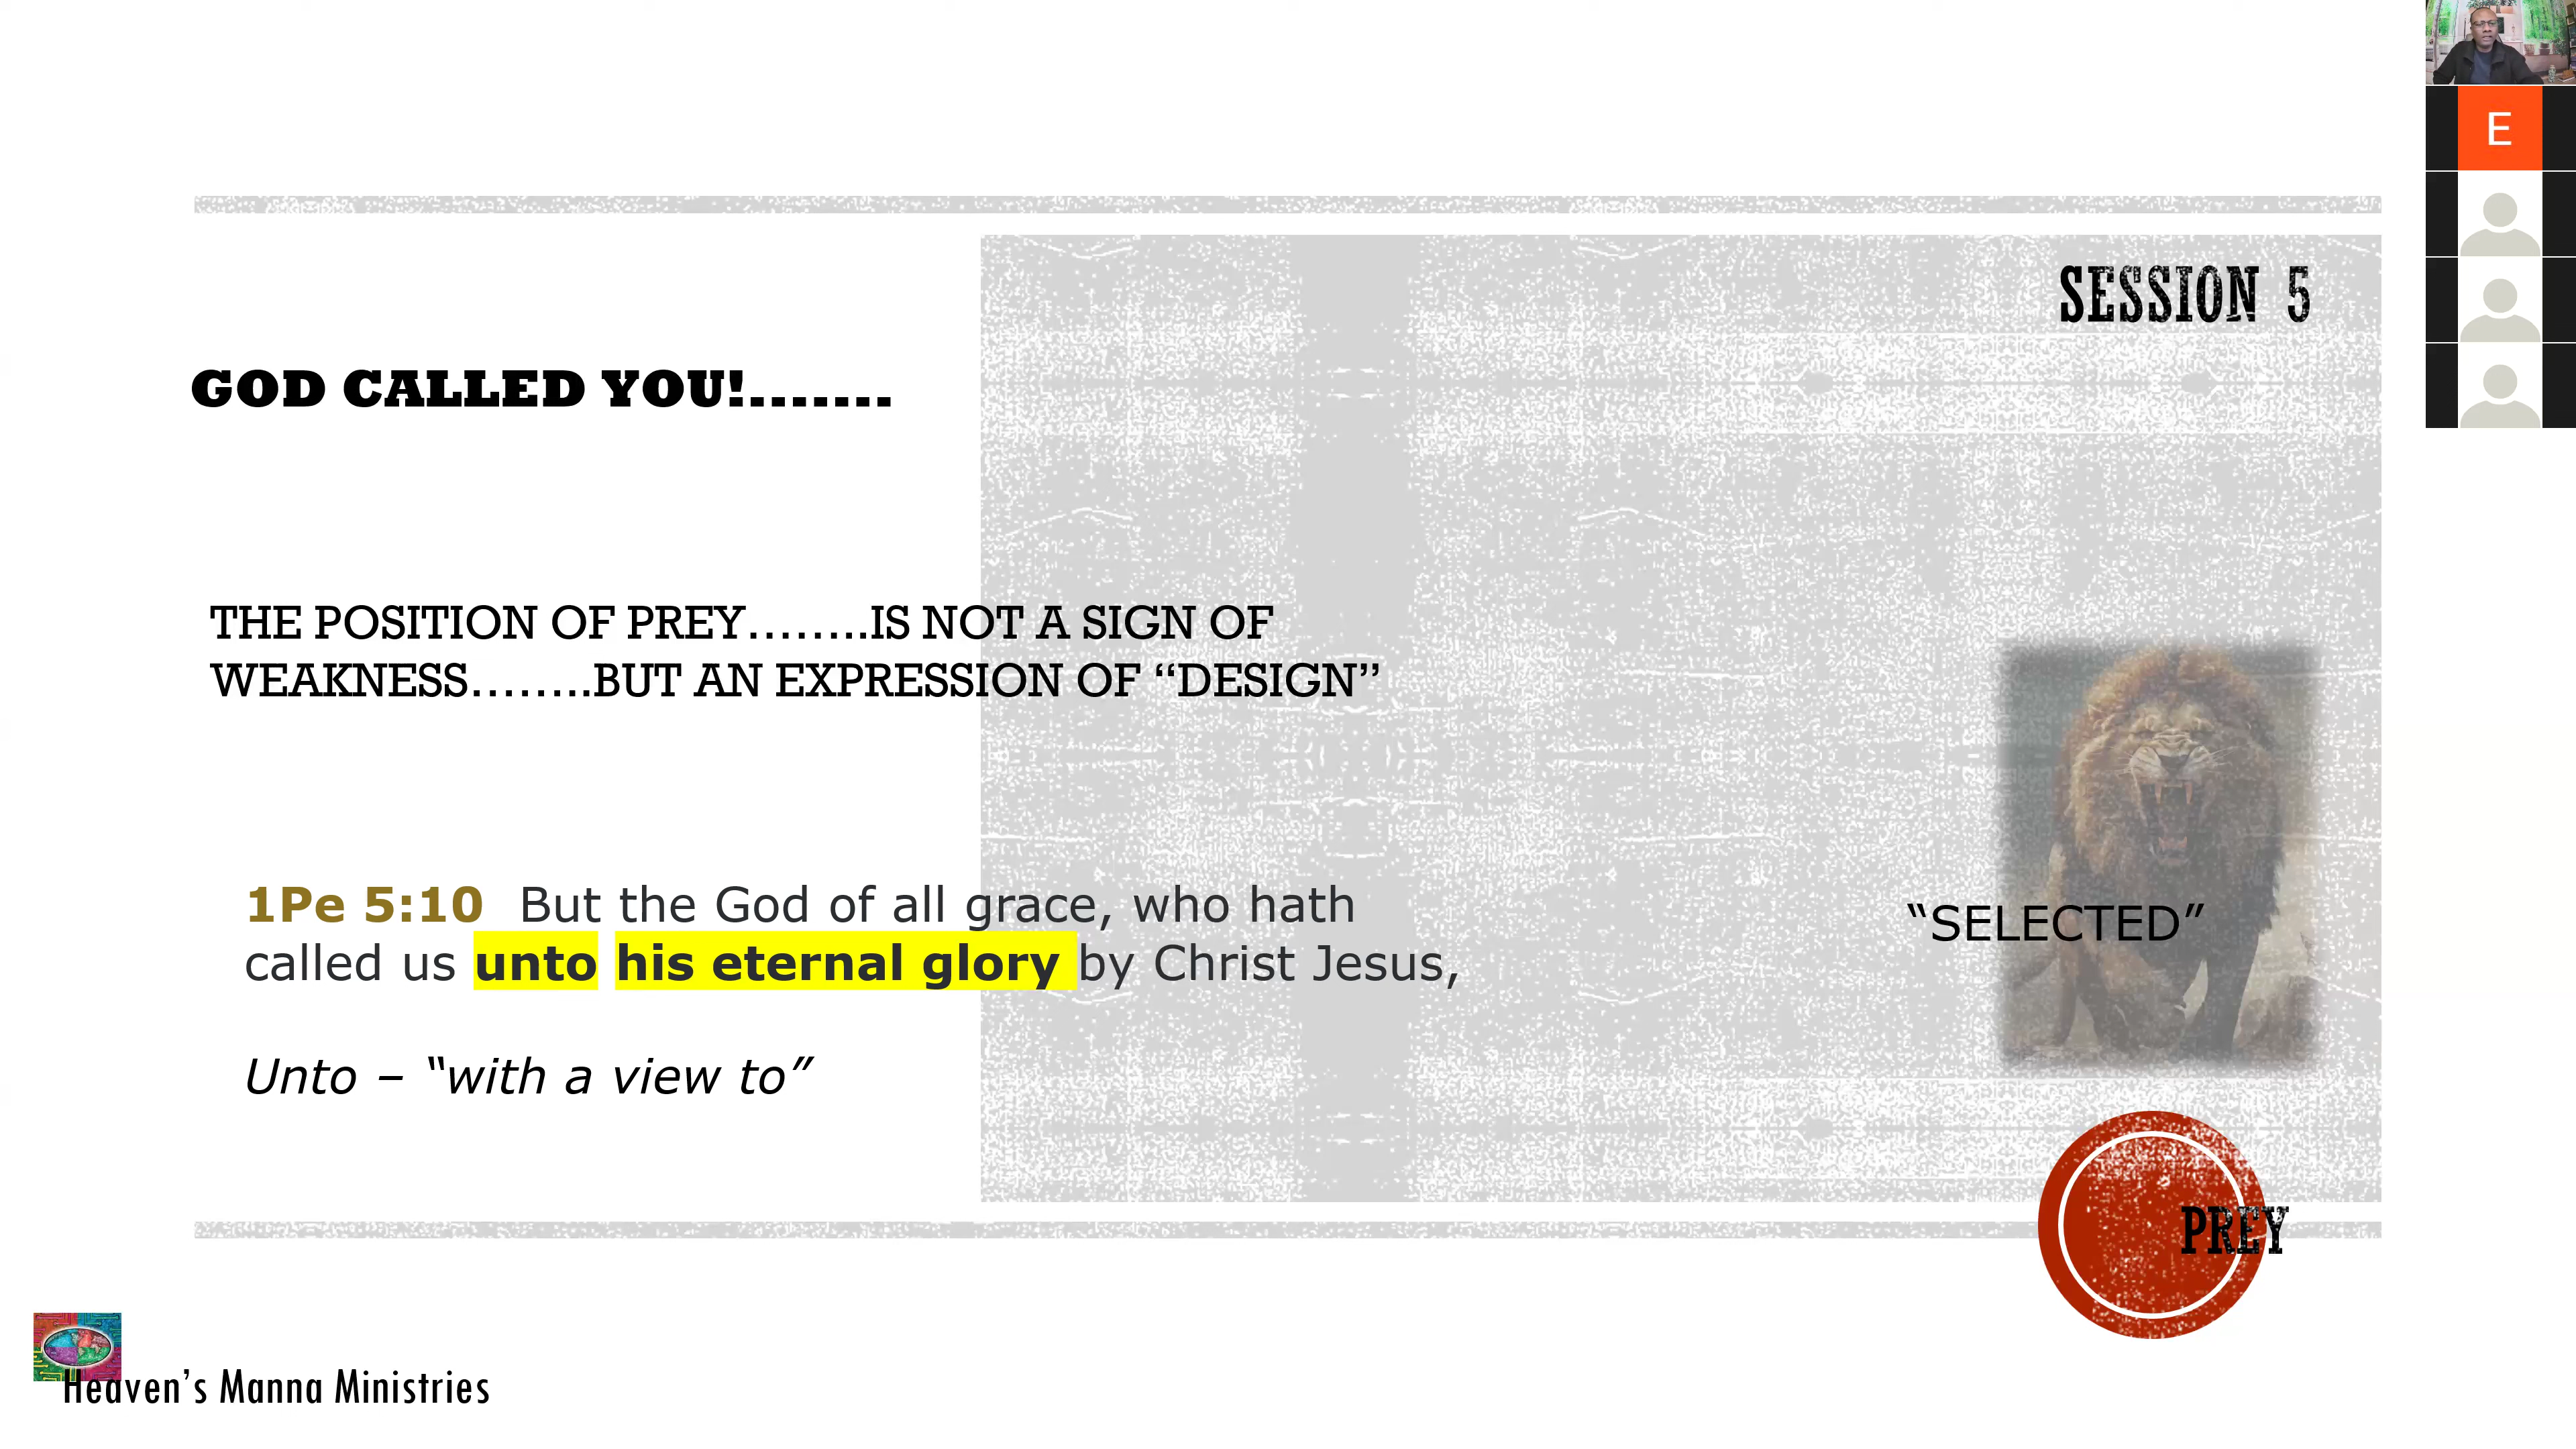 E
SESSION 5
GOD CALLED YOU!.......
THE POSITION OF PREY........IS NOT A SIGN OF
WEAKNESS........BUT AN EXPRESSION OF “DESIGN”
1Pe 5:10 But the God of all grace, who hath
called us unto his eternal glory by Christ Jesus,
“SELECTED”
Unto – “with a view to”
PREY
Heaven’s Manna Ministries